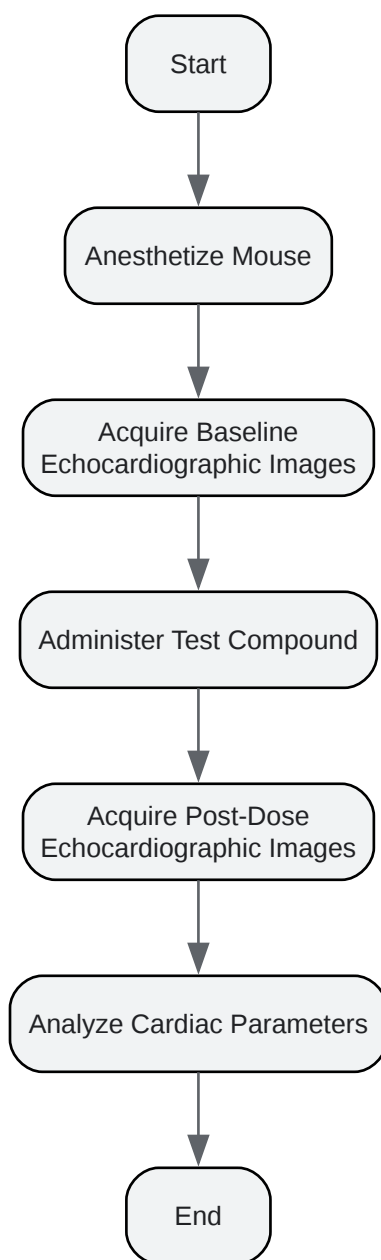 Start
Anesthetize Mouse
Acquire Baseline
Echocardiographic Images
Administer Test Compound
Acquire Post-Dose
Echocardiographic Images
Analyze Cardiac Parameters
End